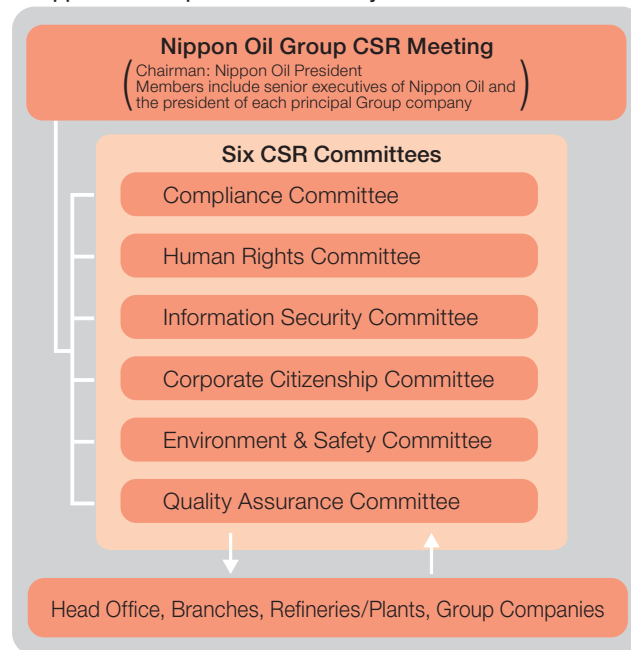 Nippon Oil Group CSR Meeting
(Chairman: Nippon Oil President
Members include senior executives of Nippon Oil and
the president of each principal Group company)
Six CSR Committees
Compliance Committee
Human Rights Committee
Information Security Committee
Corporate Citizenship Committee
Environment & Safety Committee
Quality Assurance Committee
Head Office, Branches, Refineries/Plants, Group Companies